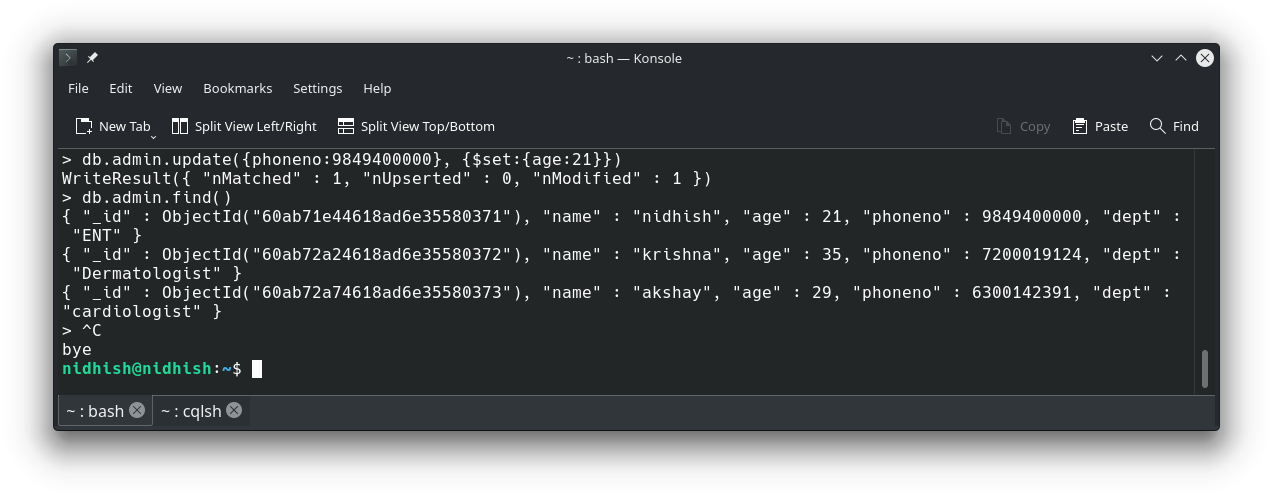 ~ : bash — Konsole
File Edit View Bookmarks Settings Help
New Tab Split View Left/Right Split View Top/Bottom Copy Paste Find
> db.admin.update({phoneno:9849400000}, {$set:{age:21}})
WriteResult({ "nMatched" : 1, "nUpserted" : 0, "nModified" : 1 })
> db.admin.find()
{ "_id" : ObjectId("60ab71e44618ad6e35580371"), "name" : "nidhish", "age" : 21, "phoneno" : 9849400000, "dept" :
"ENT" }
{ "_id" : ObjectId("60ab72a24618ad6e35580372"), "name" : "krishna", "age" : 35, "phoneno" : 7200019124, "dept" :
"Dermatologist" }
{ "_id" : ObjectId("60ab72a74618ad6e35580373"), "name" : "akshay", "age" : 29, "phoneno" : 6300142391, "dept" :
"cardiologist" }
> ^C
bye
nidhish@nidhish:~$
~ : bash ~ : cqlsh